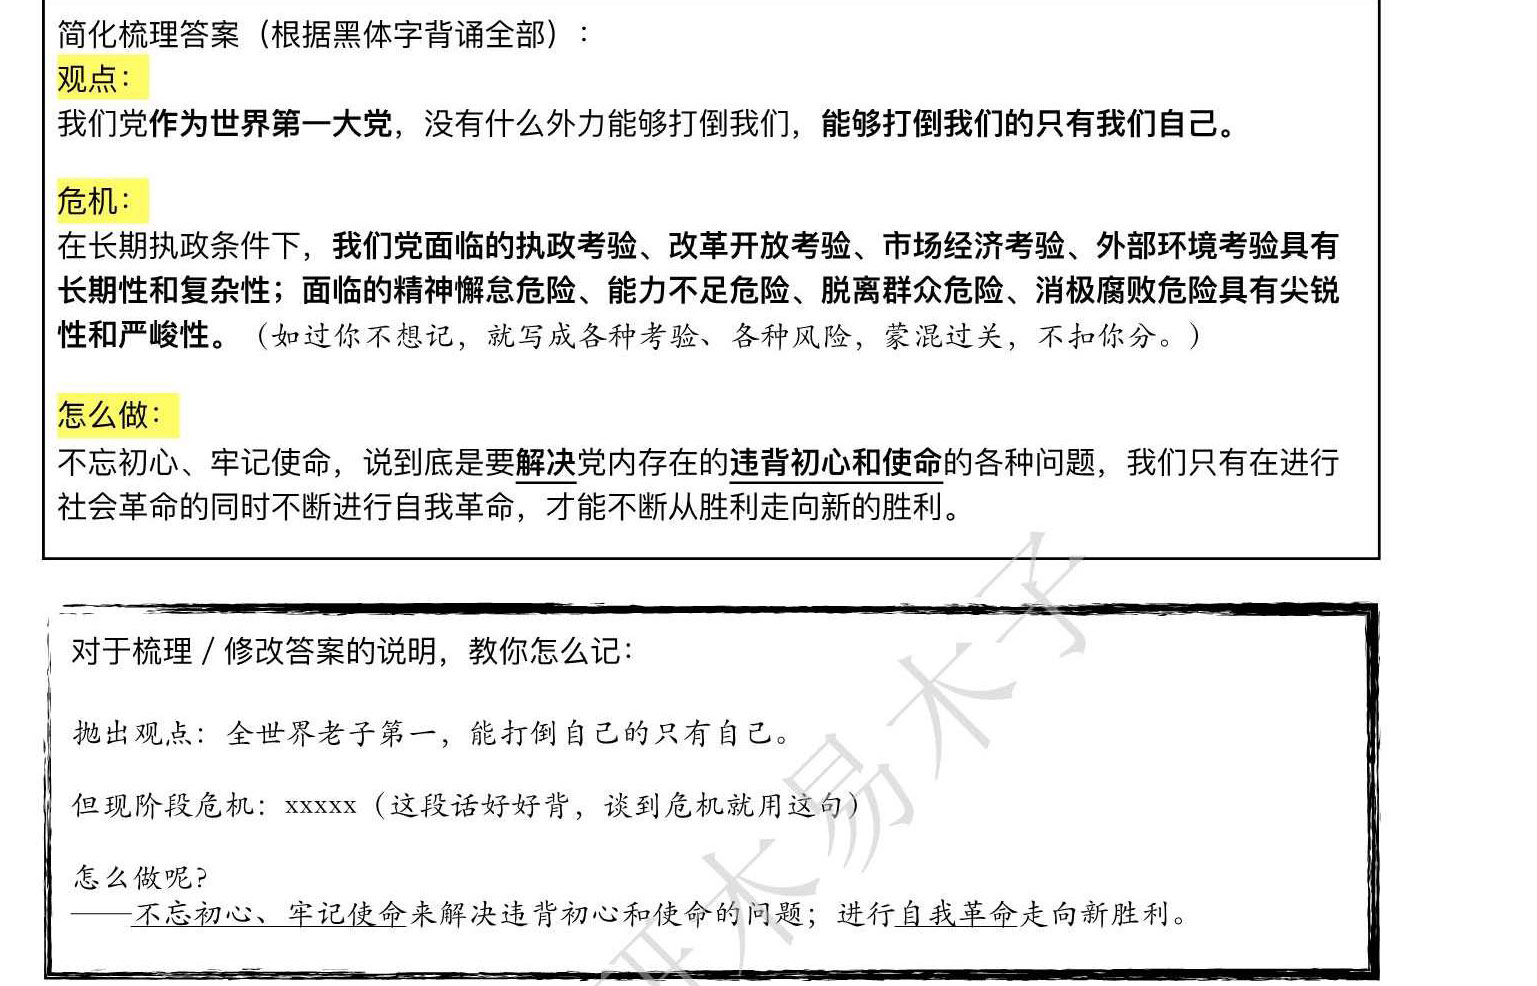 简化梳理答案（根据黑体字背诵全部）：
观点：
我们党作为世界第一大党，没有什么外力能够打倒我们，能够打倒我们的只有我们自己。
危机：
在长期执政条件下，我们党面临的执政考验、改革开放考验、市场经济考验、外部环境考验具有
长期性和复杂性；面临的精神懈怠危险、能力不足危险、脱离群众危险、消极腐败危险具有尖锐
性和严峻性。（如过你不想记，就写成各种考验、各种风险，蒙混过关，不扣你分。）
怎么做：
不忘初心、牢记使命，说到底是要解决党内存在的违背初心和使命的各种问题，我们只有在进行
社会革命的同时不断进行自我革命，才能不断从胜利走向新的胜利。
对于梳理 / 修改答案的说明，教你怎么记：
抛出观点：全世界老子第一，能打倒自己的只有自己。
但现阶段危机：xxxxx（这段话好好背，谈到危机就用这句）
怎么做呢？
——不忘初心、牢记使命来解决违背初心和使命的问题；进行自我革命走向新胜利。
研木易木子